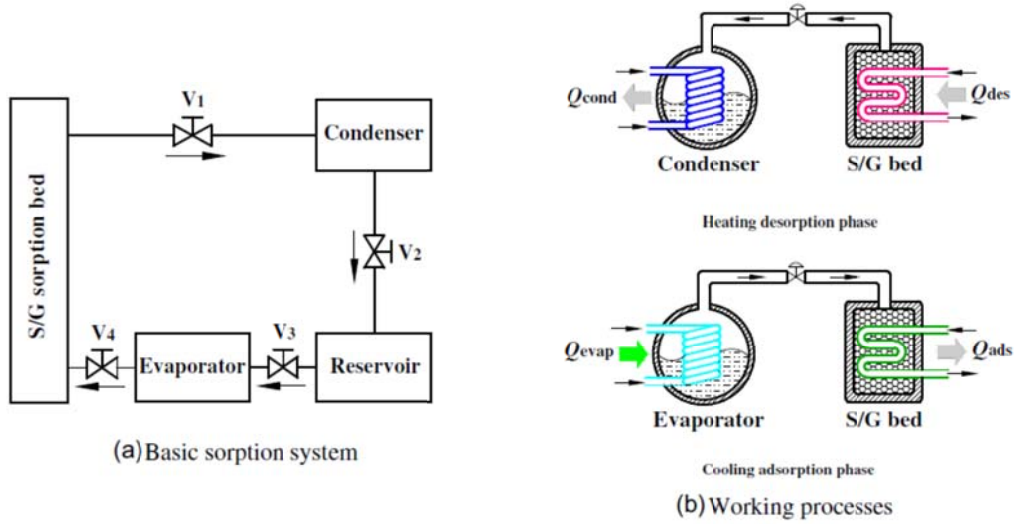 V1
Condenser
S/G sorption bed
V2
V4
V3
Evaporator
Reservoir
(a) Basic sorption system
Qcond
Qdes
Condenser
S/G bed
Heating desorption phase
Qevap
Qads
Evaporator
S/G bed
Cooling adsorption phase
(b) Working processes